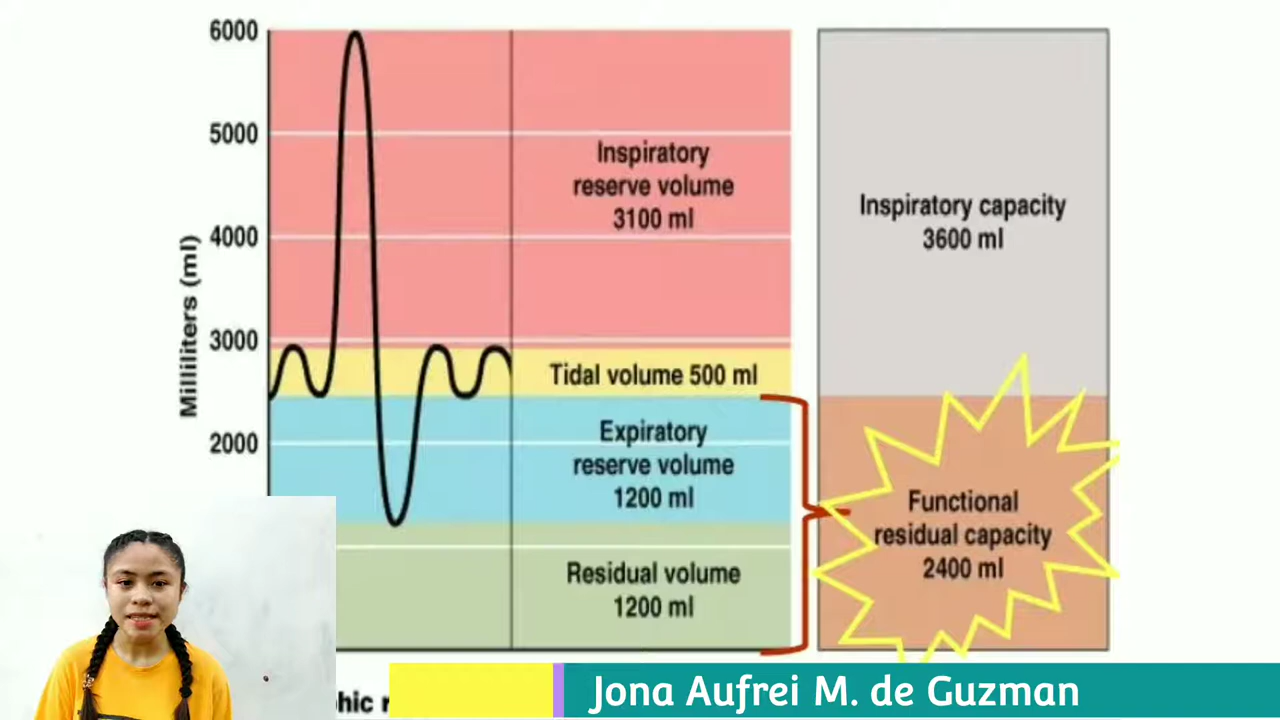 6000
5000
4000
3000
2000
Milliliters (ml)
Inspiratory
reserve volume
3100 ml
Tidal volume 500 ml
Expiratory
reserve volume
1200 ml
Residual volume
1200 ml
Inspiratory capacity
3600 ml
Functional
residual capacity
2400 ml
Jona Aufrei M. de Guzman